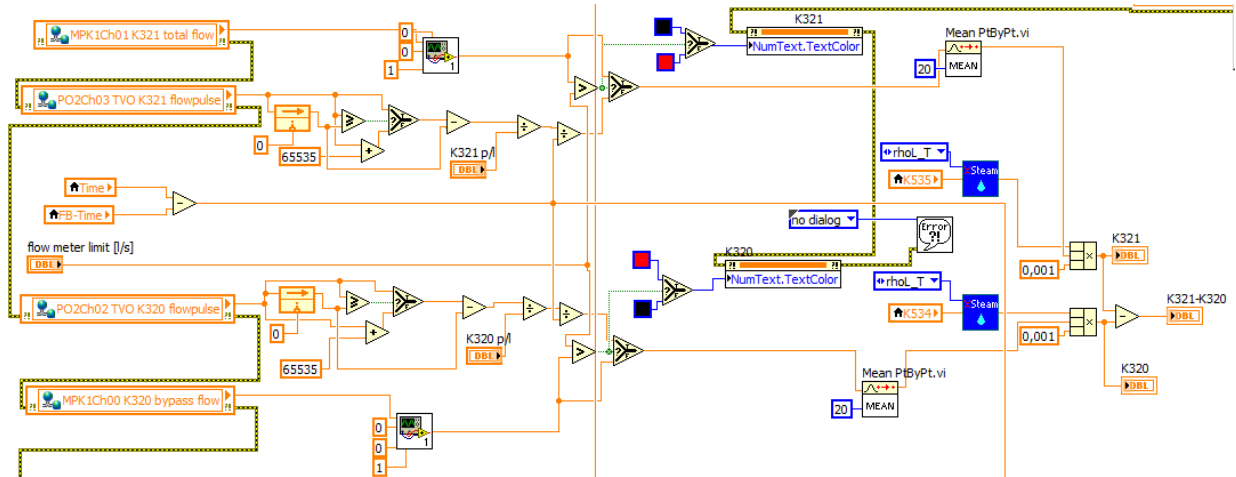 MPK1Ch01 K321 total flow
0
0
1
1
PO2Ch03 TVO K321 flowpulse
0
65535
K321 p/l
DBL
Time
FB-Time
flow meter limit [l/s]
DBL
PO2Ch02 TVO K320 flowpulse
0
65535
K320 p/l
DBL
MPK1Ch00 K320 bypass flow
0
0
1
1
K321
NumText.TextColor
Mean PtByPt.vi
20
MEAN
rhoL_T
K535
XSteam
no dialog
Error
?!
K320
NumText.TextColor
rhoL_T
K534
XSteam
0,001
K321
DBL
K321-K320
DBL
0,001
K320
DBL
Mean PtByPt.vi
20
MEAN